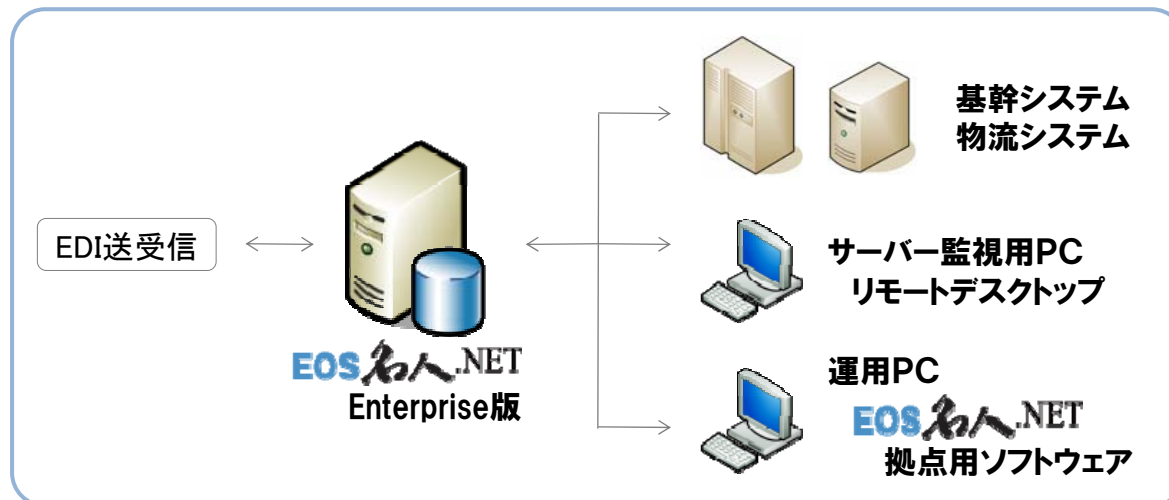 EDI送受信
EOS名人.NET
Enterprise版
基幹システム
物流システム
サーバー監視用PC
リモートデスクトップ
運用PC
EOS名人.NET
拠点用ソフトウェア